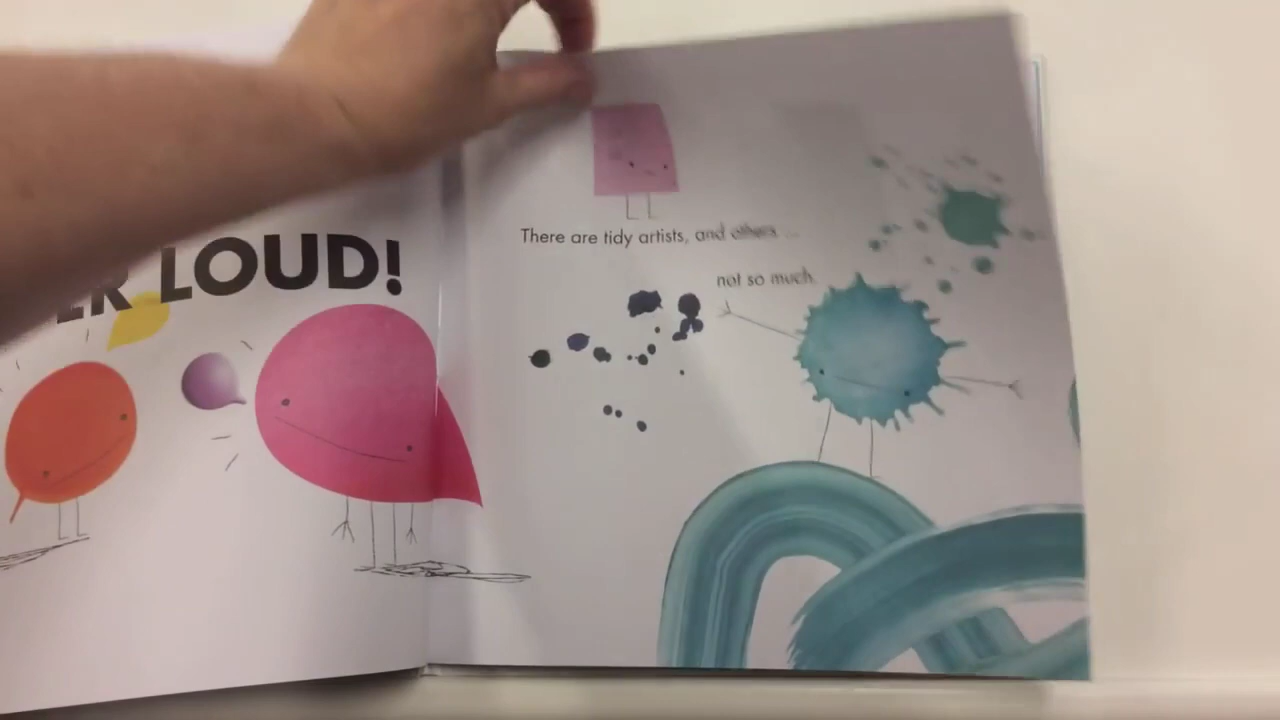 LOUD!
There are tidy artists, and others ...
not so much.